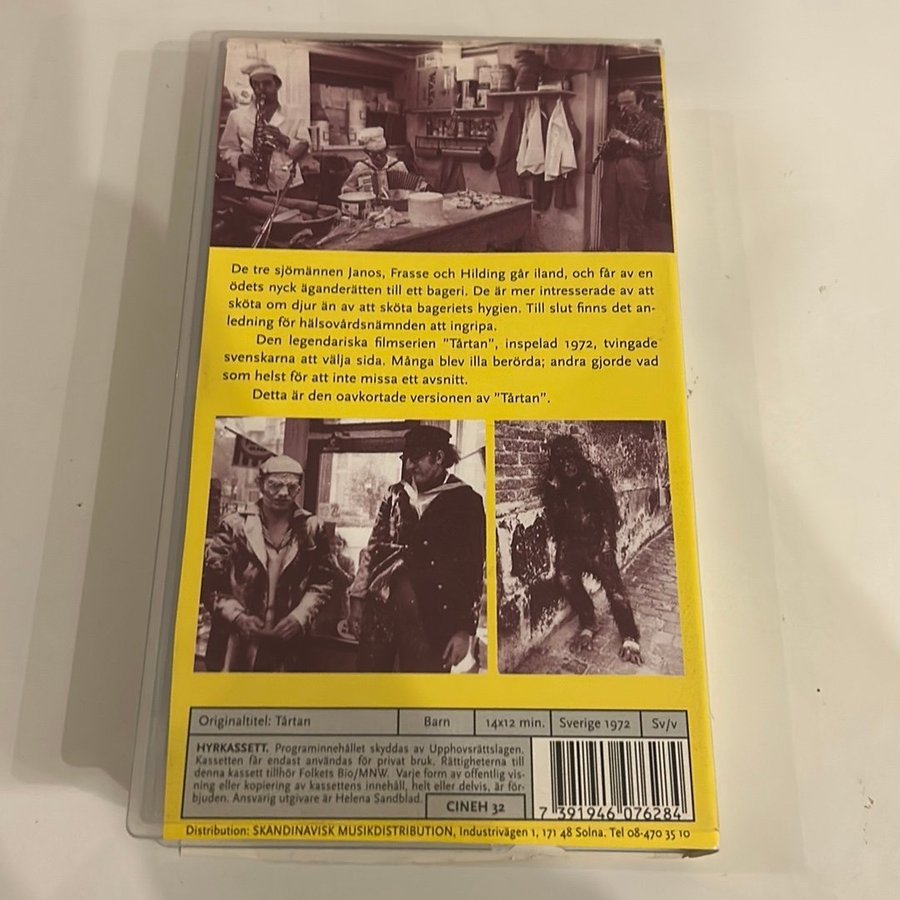 WASA
De tre sjömännen Janos, Frasse och Hilding går iland, och får av en
ödets nyck äganderätten till ett bageri. De är mer intresserade av att
sköta om djur än av att sköta bageriets hygien. Till slut finns det an-
ledning för hälsovårdsnämnden att ingripa.
Den legendariska filmserien ”Tårtan”, inspelad 1972, tvingade
svenskarna att välja sida. Många blev illa berörda; andra gjorde vad
som helst för att inte missa ett avsnitt.
Detta är den oavkortade versionen av ”Tårtan”.
Originaltitel: Tårtan Barn 14x12 min. Sverige 1972 Sv/v
HYRKASSETT. Programinnehållet skyddas av Upphovsrättslagen.
Kassetten får endast användas för privat bruk. Rättigheterna till
denna kassett tillhör Folkets Bio/MNW. Varje form av offentlig vis-
ning eller kopiering av kassettens innehåll, helt eller delvis, är för-
bjuden. Ansvarig utgivare är Helena Sandblad.
CINEH 32
7 391946 076284
Distribution: SKANDINAVISK MUSIKDISTRIBUTION, Industrivägen 1, 171 48 Solna. Tel 08-470 35 10